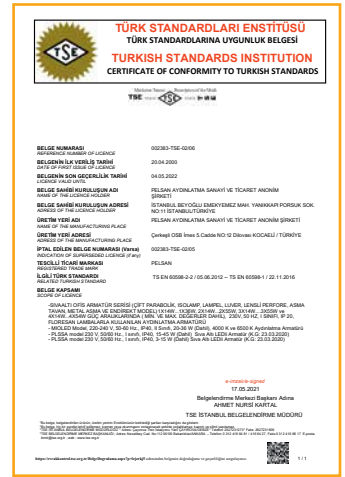 TÜRK STANDARDLARI ENSTİTÜSÜ
TÜRK STANDARDLARINA UYGUNLUK BELGESİ
TURKISH STANDARDS INSTITUTION
CERTIFICATE OF CONFORMITY TO TURKISH STANDARDS
TSE
TSE
BELGE NUMARASI 002383-TSE-02/06
REFERENCE NUMBER OF LICENCE
BELGENİN İLK VERİLİŞ TARİHİ 20.04.2000
DATE OF FIRST ISSUE OF LICENCE
BELGENİN SON GEÇERLİLİK TARİHİ 04.05.2022
LICENCE VALID UNTIL
BELGE SAHİBİ KURULUŞUN ADI PELSAN AYDINLATMA SANAYİ VE TİCARET ANONİM
NAME OF THE LICENCE HOLDER ŞİRKETİ
BELGE SAHİBİ KURULUŞUN ADRESİ İSTANBUL BEYOĞLU EMEKYEMEZ MAH. YANIKKAPI PORSUK SOK.
ADRESS OF THE LICENCE HOLDER NO:11 İSTANBUL/TÜRKİYE
ÜRETİM YERİ ADI PELSAN AYDINLATMA SANAYİ VE TİCARET ANONİM ŞİRKETİ
NAME OF THE MANUFACTURING PLACE
ÜRETİM YERİ ADRESİ Çerkeşli OSB İmes 5.Cadde NO:12 Dilovası KOCAELİ / TÜRKİYE
ADRESS OF THE MANUFACTURING PLACE
İPTAL EDİLEN BELGE NUMARASI (Varsa) 002383-TSE-02/05
INDICATION OF SUPERSEDED LICENCE (if any)
TESCİLLİ TİCARİ MARKASI PELSAN
REGISTERED TRADE MARK
İLGİLİ TÜRK STANDARDI TS EN 60598-2-2 / 05.06.2012 – TS EN 60598-1 / 22.11.2016
RELATED TURKISH STANDARD
BELGE KAPSAMI
SCOPE OF LICENCE
-SIVAALTI OFİS ARMATÜR SERİSİ (ÇİFT PARABOLİK, ISOLAMP, LAMPEL, LUVER, LENSLİ PERFORE, ASMA
TAVAN, METAL ASMA VE ENDİREKT MODEL)
FLORESAN LAMBALARLA KULLANILAN AYDINLATMA ARMATÜRÜ
- MIOLED Model, 220-240 V, 50-60 Hz., IP40, II Sınıfı, 20-36 W (Dahil), 4000 K ve 6500 K Aydınlatma Armatürü
- PLSSA model 230 V, 50/60 Hz., I sınıfı, IP40, 15-45 W (Dahil) Sıva Altı LEDli Armatür (K.G: 23.03.2020)
- PLSSA model 230 V, 50/60 Hz., I sınıfı, IP40, 3-15 W (Dahil) Sıva Altı LEDli Armatür (K.G: 23.03.2020)
e-imzalı/e-signed
17.05.2021
Belgelendirme Merkezi Başkanı Adına
AHMET NURSİ KARTAL
TSE İSTANBUL BELGELENDİRME MÜDÜRÜ
1 / 1